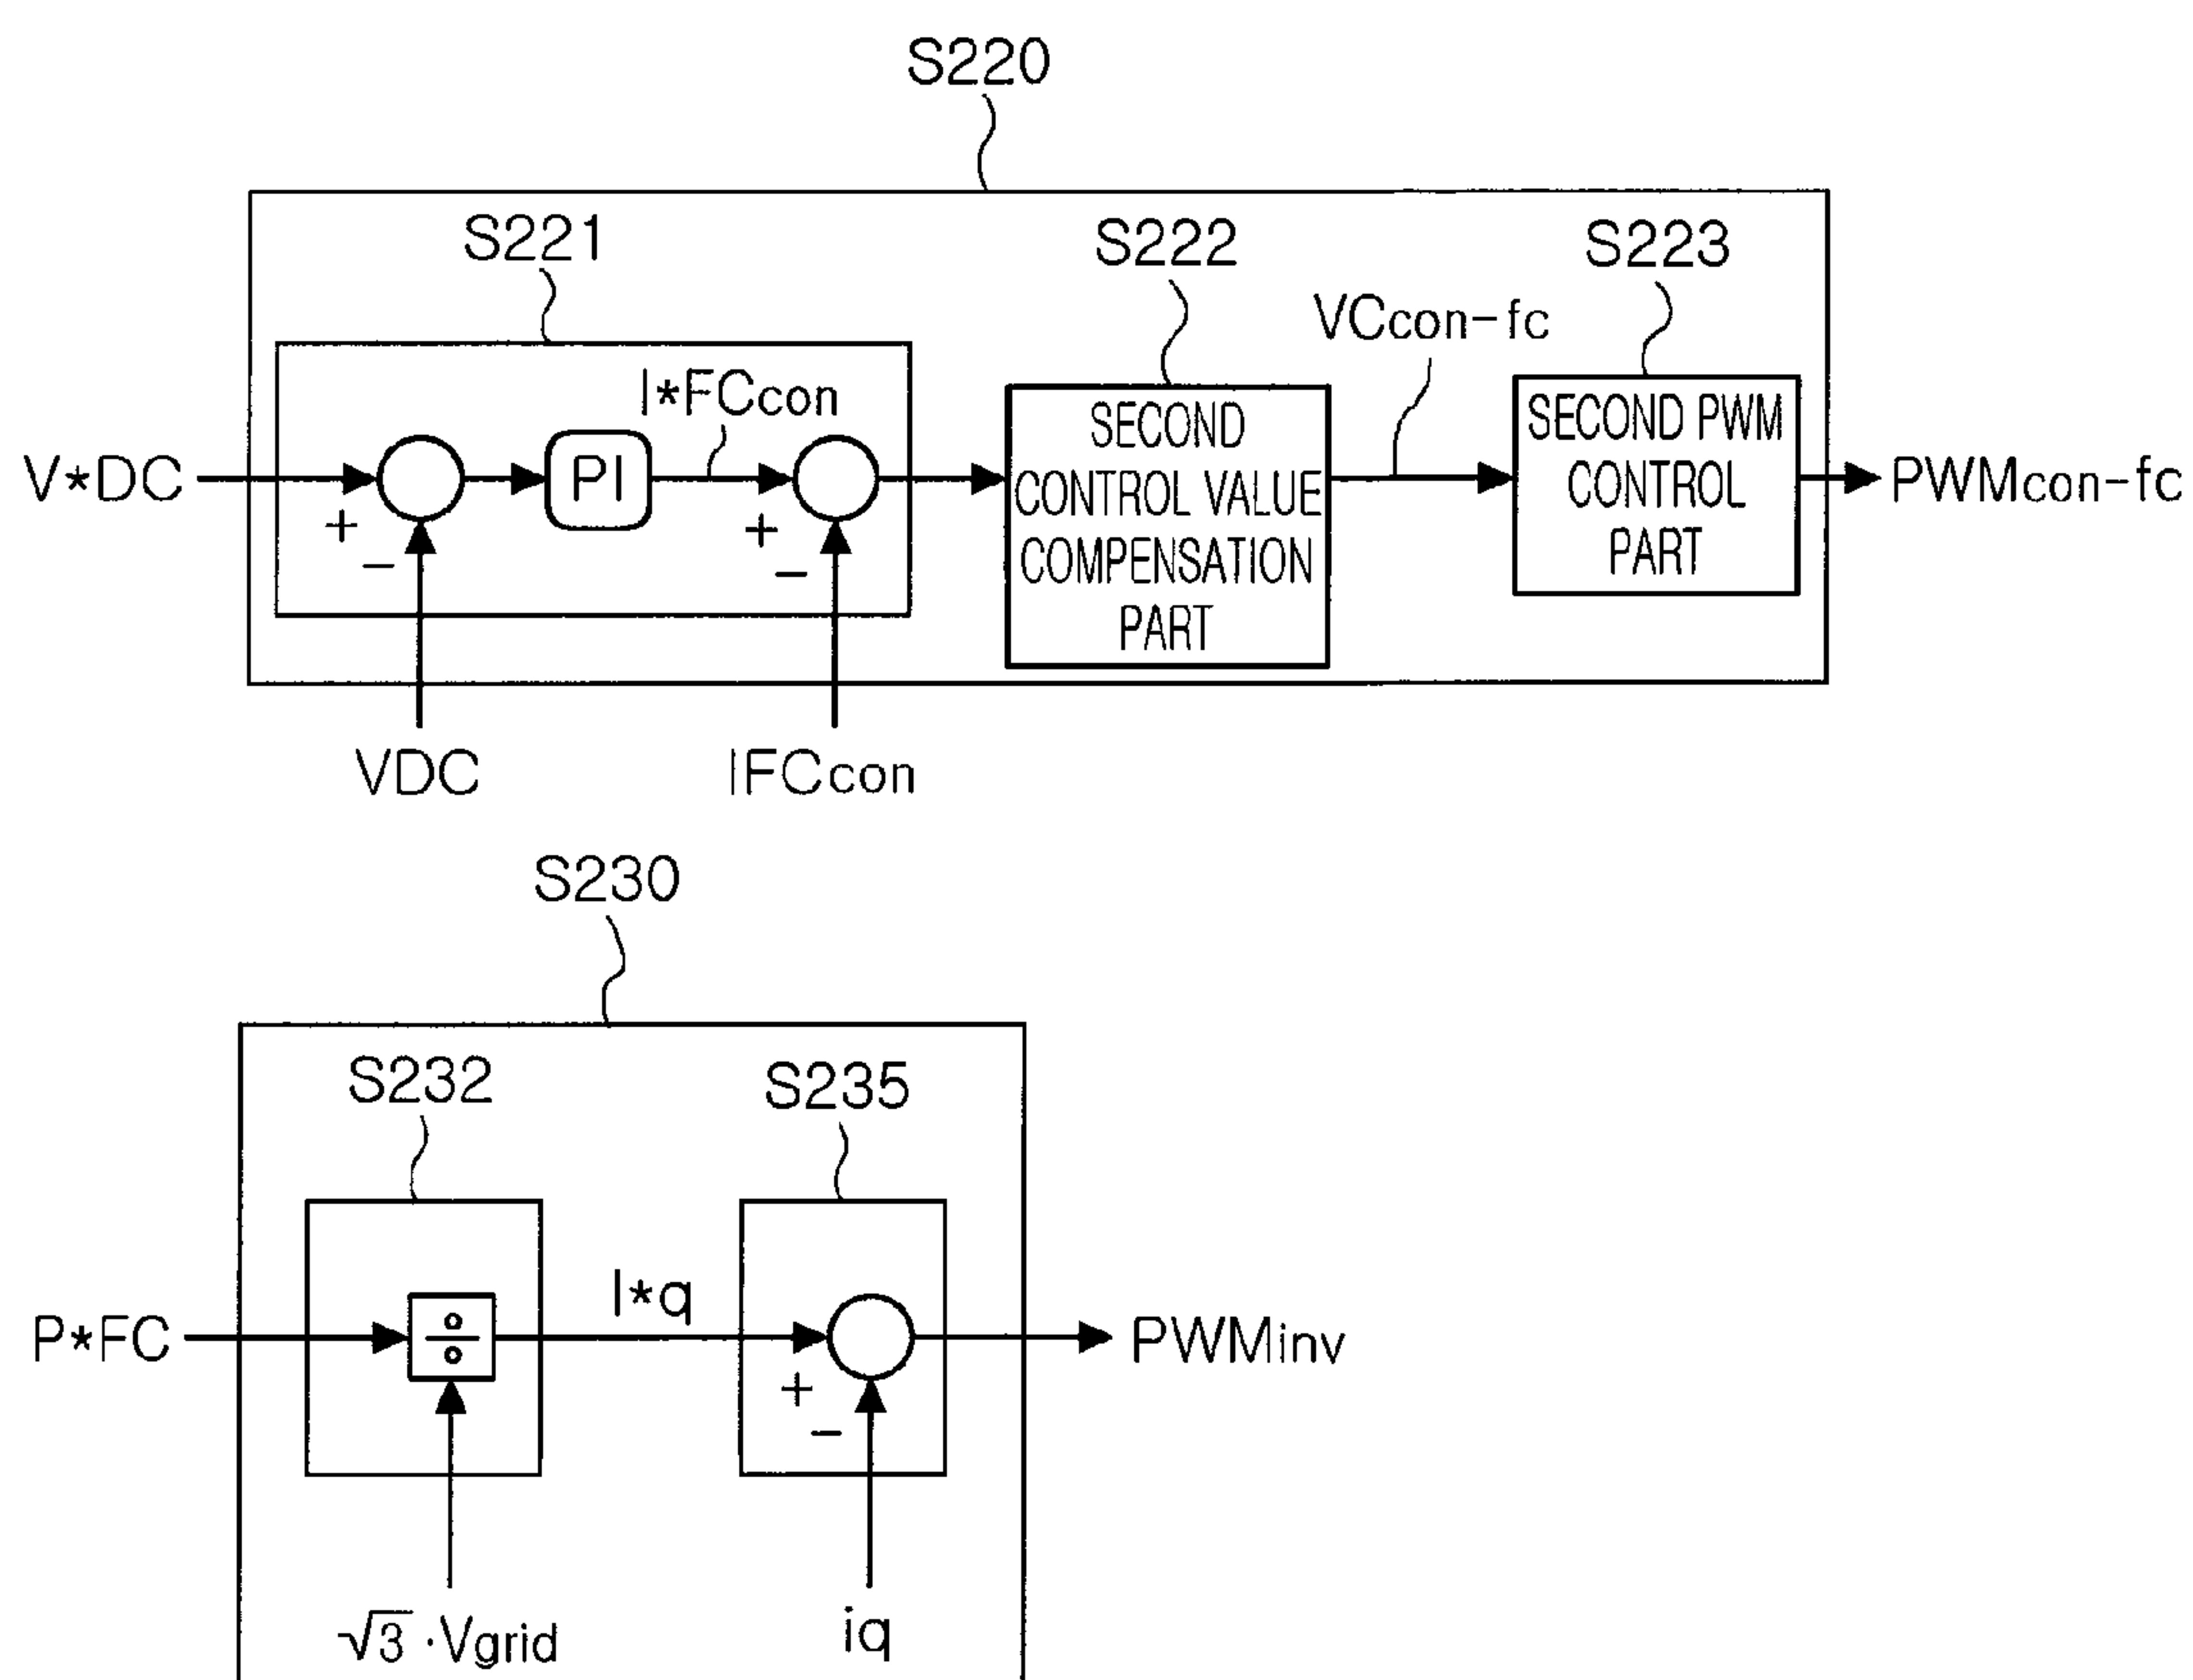 S220
S221
S222
S223
VCcon-fc
I*FCcon
V*DC
PI
SECOND
CONTROL VALUE
COMPENSATION
PART
SECOND PWM
CONTROL
PART
PWMcon-fc
+
−
+
−
VDC
IFCcon
S230
S232
S235
P*FC
÷
I*q
PWMinv
+
−
√3 ·Vgrid
iq